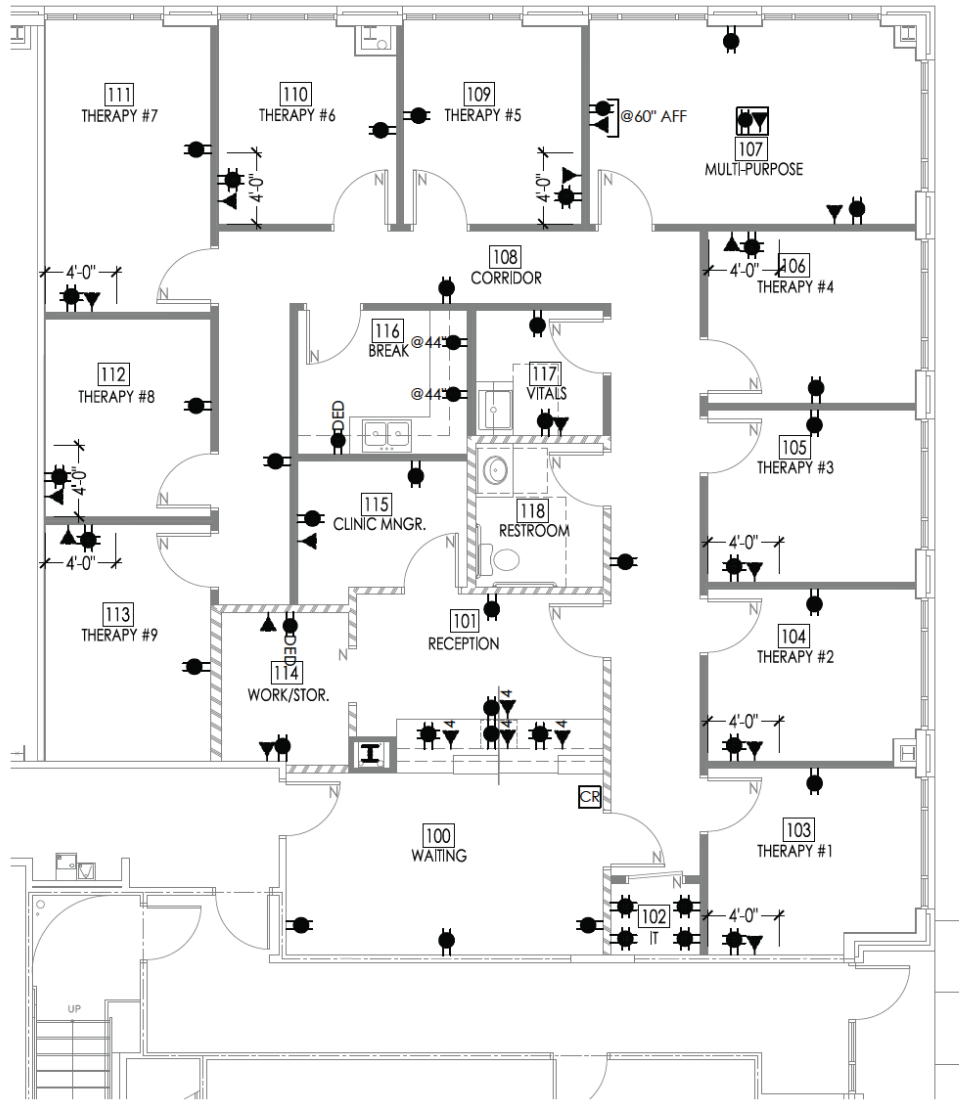 111
THERAPY #7
110
THERAPY #6
109
THERAPY #5
@60" AFF
107
MULTI-PURPOSE
4'-0"
4'-0"
N
N
N
108
CORRIDOR
4'-0"
106
THERAPY #4
4'-0"
N
116
BREAK
@44"
@44"
N
DED
117
VITALS
N
N
112
THERAPY #8
4'-0"
N
105
THERAPY #3
N
4'-0"
115
CLINIC MNGR.
N
118
RESTROOM
N
4'-0"
N
113
THERAPY #9
101
RECEPTION
N
N
104
THERAPY #2
N
4'-0"
DED
114
WORK/STOR.
N
4
4
4
4
CR
N
100
WAITING
N
N
102
IT
103
THERAPY #1
N
4'-0"
UP